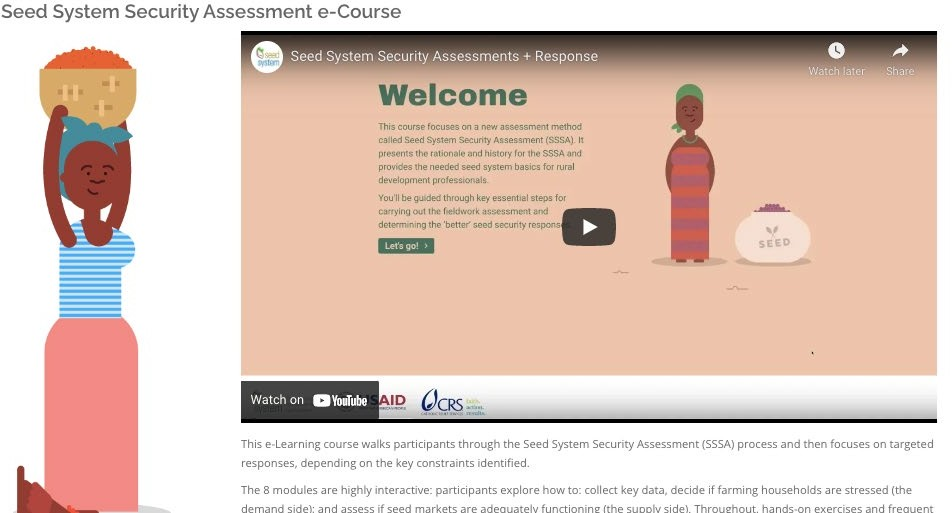 Seed System Security Assessment e-Course
seed
system
Seed System Security Assessments + Response
Watch later
Share
Welcome
This course focuses on a new assessment method
called Seed System Security Assessment (SSSA). It
presents the rationale and history for the SSSA and
provides the needed seed system basics for rural
development professionals.
You'll be guided through key essential steps for
carrying out the fieldwork assessment and
determining the 'better' seed security response
Let's go!
SEED
Watch on YouTube
SAID
CRS
faith.
action.
results.
This e-Learning course walks participants through the Seed System Security Assessment (SSSA) process and then focuses on targeted
responses, depending on the key constraints identified.
The 8 modules are highly interactive: participants explore how to: collect key data, decide if farming households are stressed (the
demand side); and assess if seed markets are adequately functioning (the supply side). Throughout, hands-on exercises and frequent